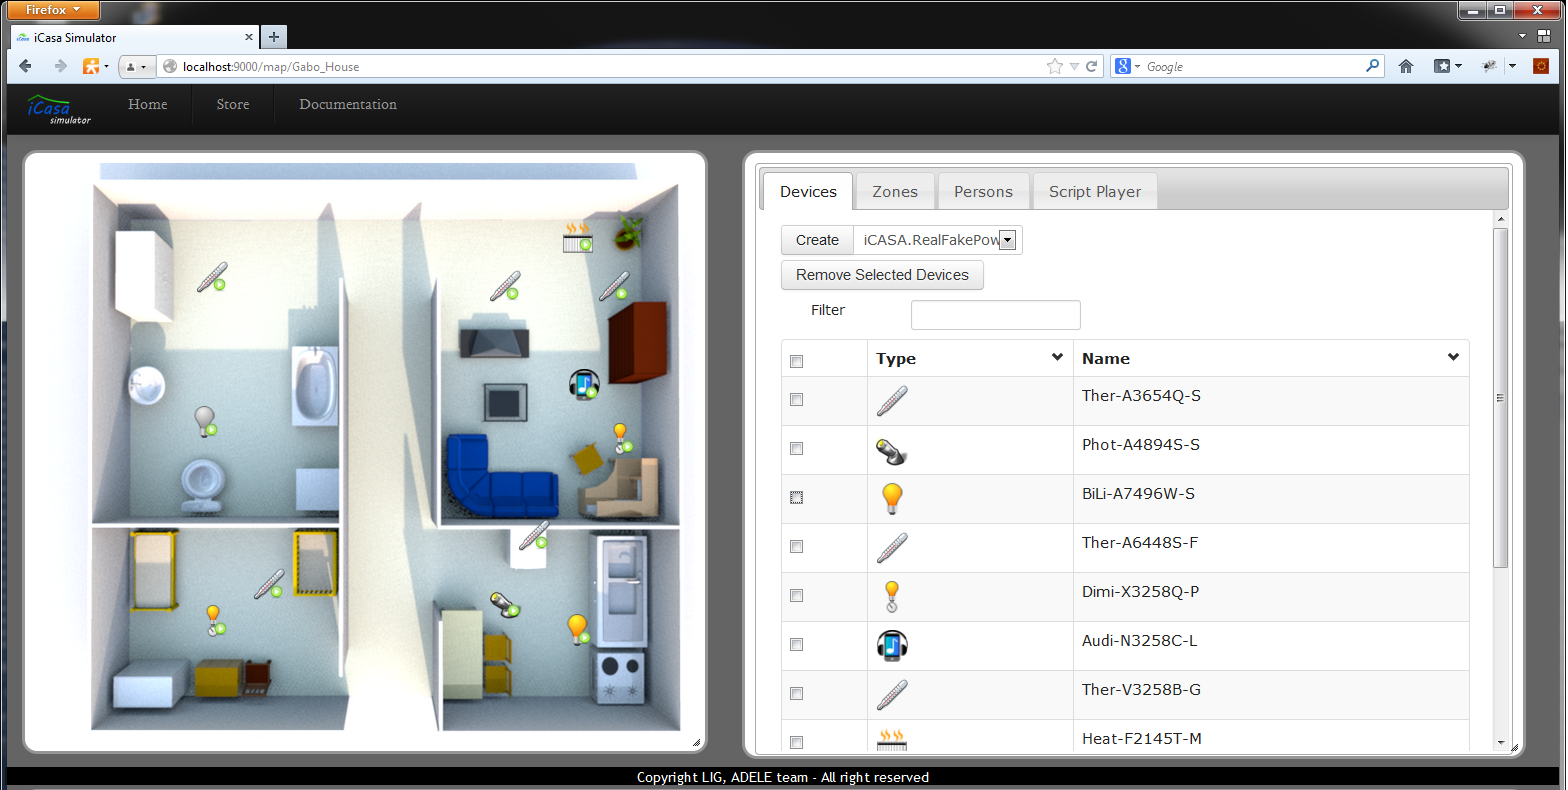 Firefox
iCasa Simulator
localhost:9000/map/Gabo_House
Google
iCasa
simulator
Home
Store
Documentation
Devices
Zones
Persons
Script Player
Create
iCASA.RealFakePow
Remove Selected Devices
Filter
Type
Name
Ther-A3654Q-S
Phot-A4894S-S
BiLi-A7496W-S
Ther-A6448S-F
Dimi-X3258Q-P
Audi-N3258C-L
Ther-V3258B-G
Heat-F2145T-M
Copyright LIG, ADELE team - All right reserved